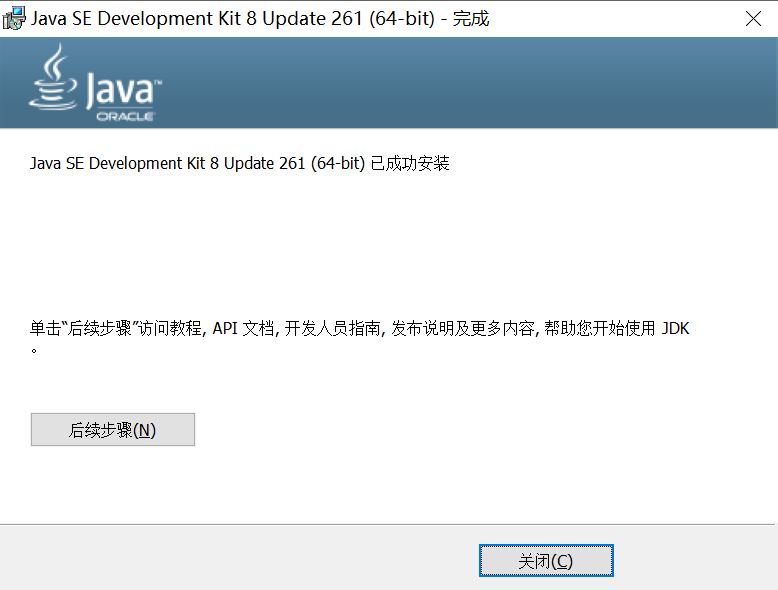 Java SE Development Kit 8 Update 261 (64-bit) - 完成
Java™
ORACLE
Java SE Development Kit 8 Update 261 (64-bit) 已成功安装
单击“后续步骤”访问教程, API 文档, 开发人员指南, 发布说明及更多内容, 帮助您开始使用 JDK
。
后续步骤(N)
关闭(C)